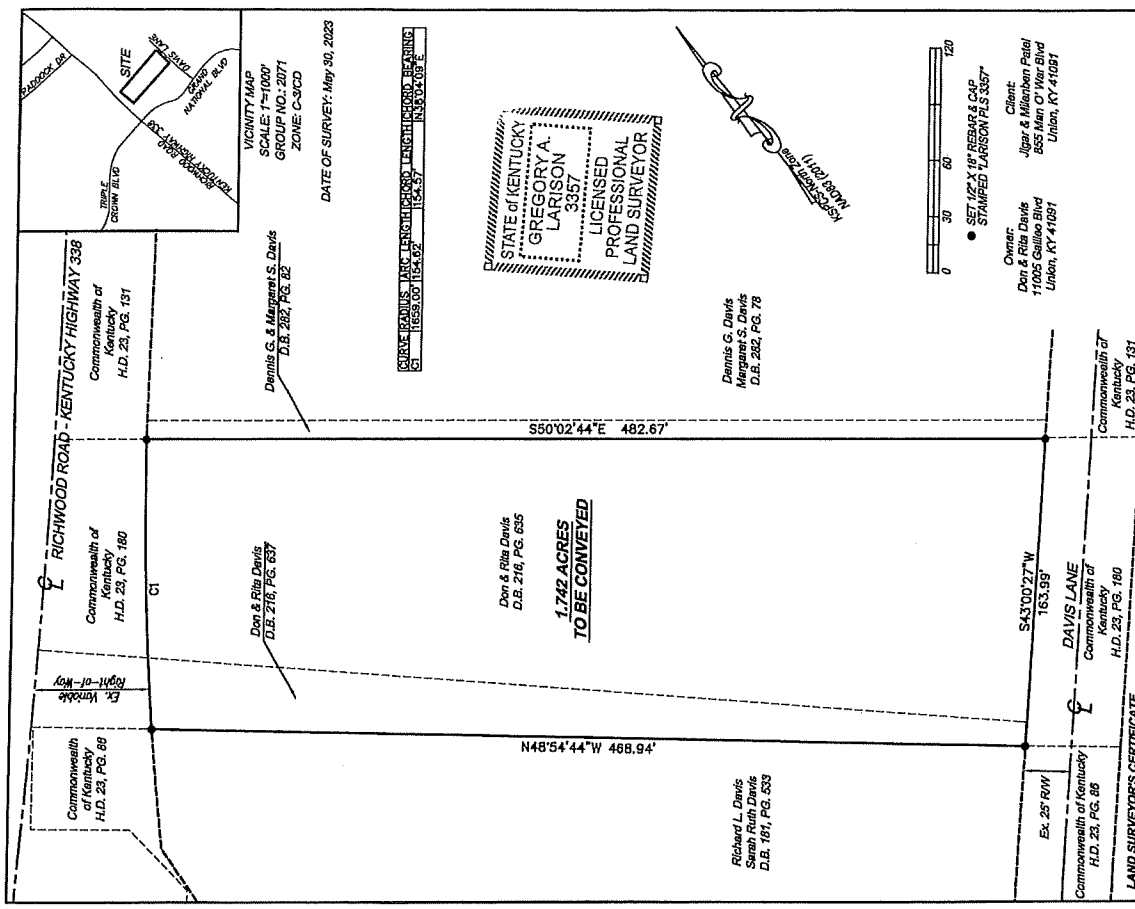 PADDOCK DR
SITE
DAVIS LANE
GRAND
NATIONAL BLVD
TRIPLE
CROWN BLVD
RICHWOOD ROAD
KENTUCKY HIGHWAY 338
VICINITY MAP
SCALE: 1"=1000'
GROUP NO.: 2071
ZONE: C-3/CD
DATE OF SURVEY: May 30, 2023
RICHWOOD ROAD - KENTUCKY HIGHWAY 338
Commonwealth of
Kentucky
H.D. 23, PG. 131
Commonwealth of
Kentucky
H.D. 23, PG. 180
Ex. Variable
Right-of-Way
Commonwealth
of Kentucky
H.D. 23, PG. 86
C1
Dennis G. & Margaret S. Davis
D.B. 282, PG. 82
CURVE RADIUS ARC LENGTH CHORD LENGTH CHORD BEARING
C1 1659.00' 154.62' 154.57'
STATE of KENTUCKY
GREGORY A.
LARISON
3357
LICENSED
PROFESSIONAL
LAND SURVEYOR
KSPCS North Zone
NAD83 (2011)
Don & Rita Davis
D.B. 216, PG. 637
Don & Rita Davis
D.B. 216, PG. 635
1.742 ACRES
TO BE CONVEYED
S50°02'44"E 482.67'
N48°54'44"W 468.94'
Dennis G. Davis
Margaret S. Davis
D.B. 282, PG. 78
Richard L. Davis
Sarah Ruth Davis
D.B. 181, PG. 533
0 30 60 120
SET 1/2" X 18" REBAR & CAP
STAMPED "LARISON PLS 3357"
Owner:
Don & Rita Davis
11005 Galileo Blvd
Union, KY 41091
Client:
Jigar & Milanben Patel
855 Man O' War Blvd
Union, KY 41091
S43°00'27"W
163.99'
DAVIS LANE
Ex. 25' R/W
Commonwealth of Kentucky
H.D. 23, PG. 86
Commonwealth of
Kentucky
H.D. 23, PG. 180
Commonwealth of
Kentucky
H.D. 23, PG. 131
LAND SURVEYOR'S CERTIFICATE